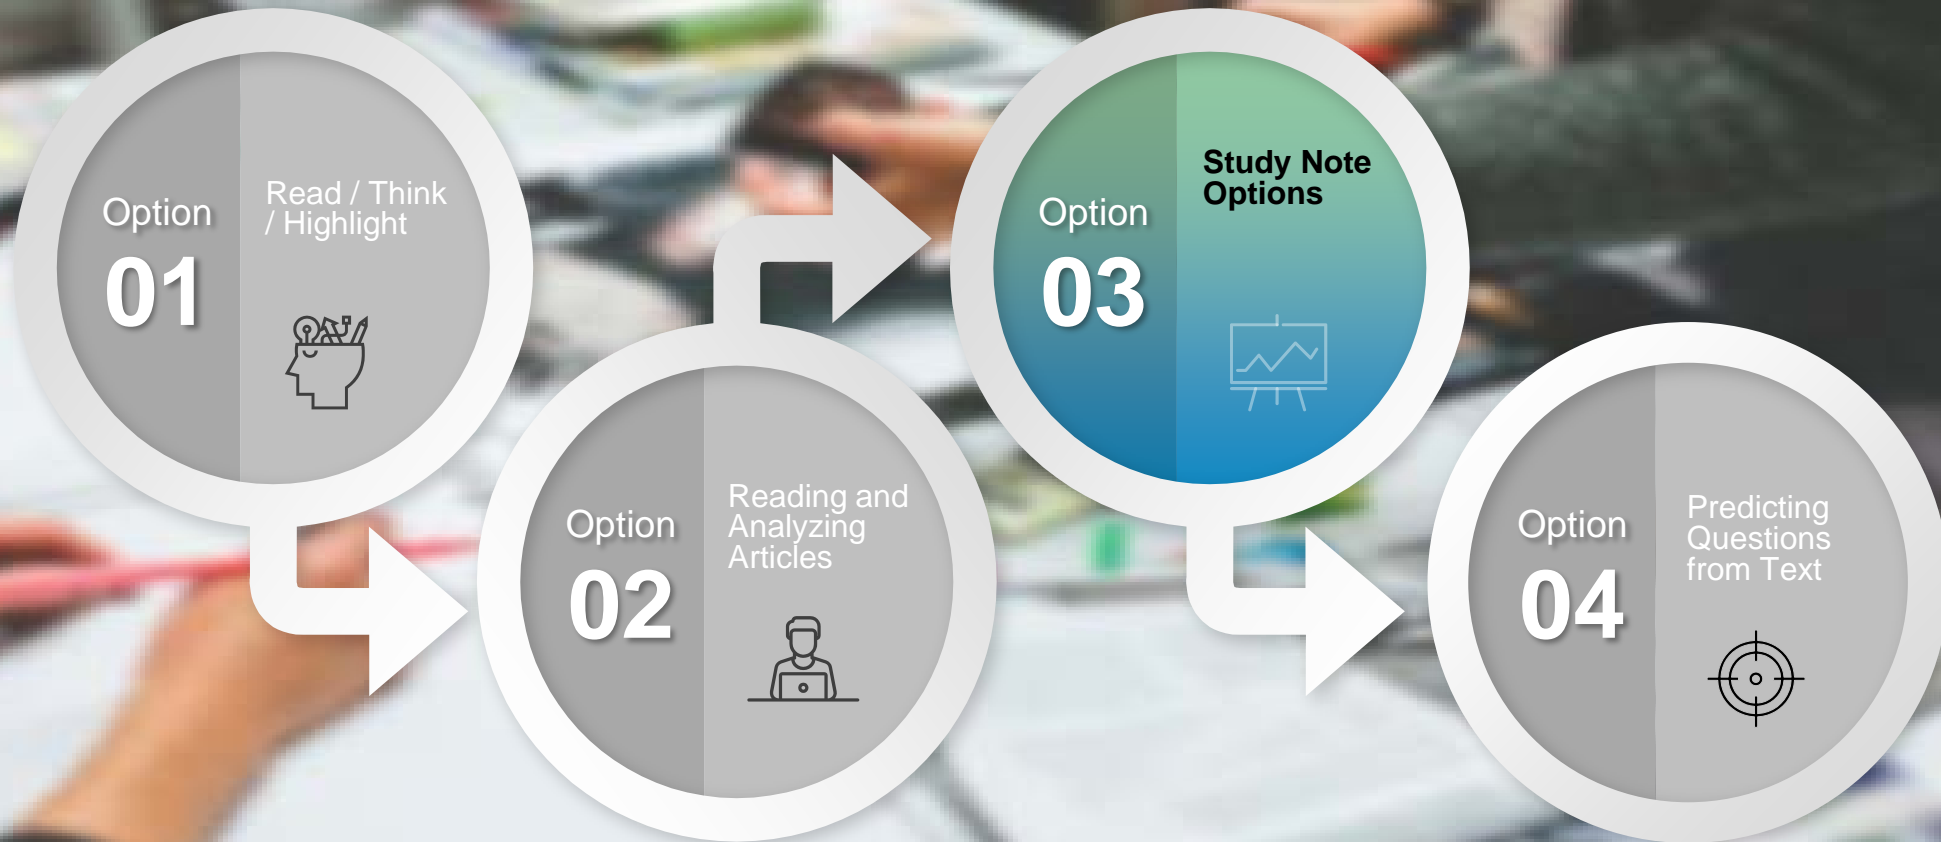 Option
01
Read / Think
/ Highlight
Option
02
Reading and
Analyzing
Articles
Option
03
Study Note
Options
Option
04
Predicting
Questions
from Text